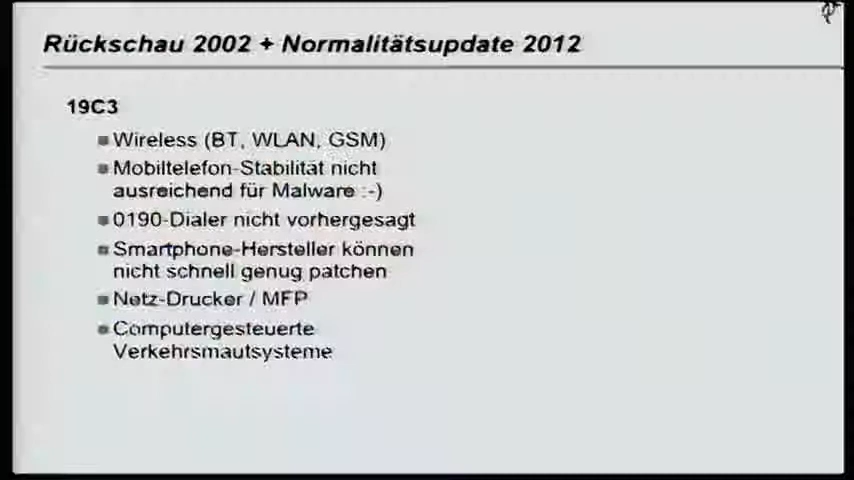 Rückschau 2002 + Normalitätsupdate 2012
19C3
Wireless (BT, WLAN, GSM)
Mobiltelefon-Stabilität nicht
ausreichend für Malware :-)
0190-Dialer nicht vorhergesagt
Smartphone-Hersteller können
nicht schnell genug patchen
Netz-Drucker / MFP
Computergesteuerte
Verkehrsmautsysteme